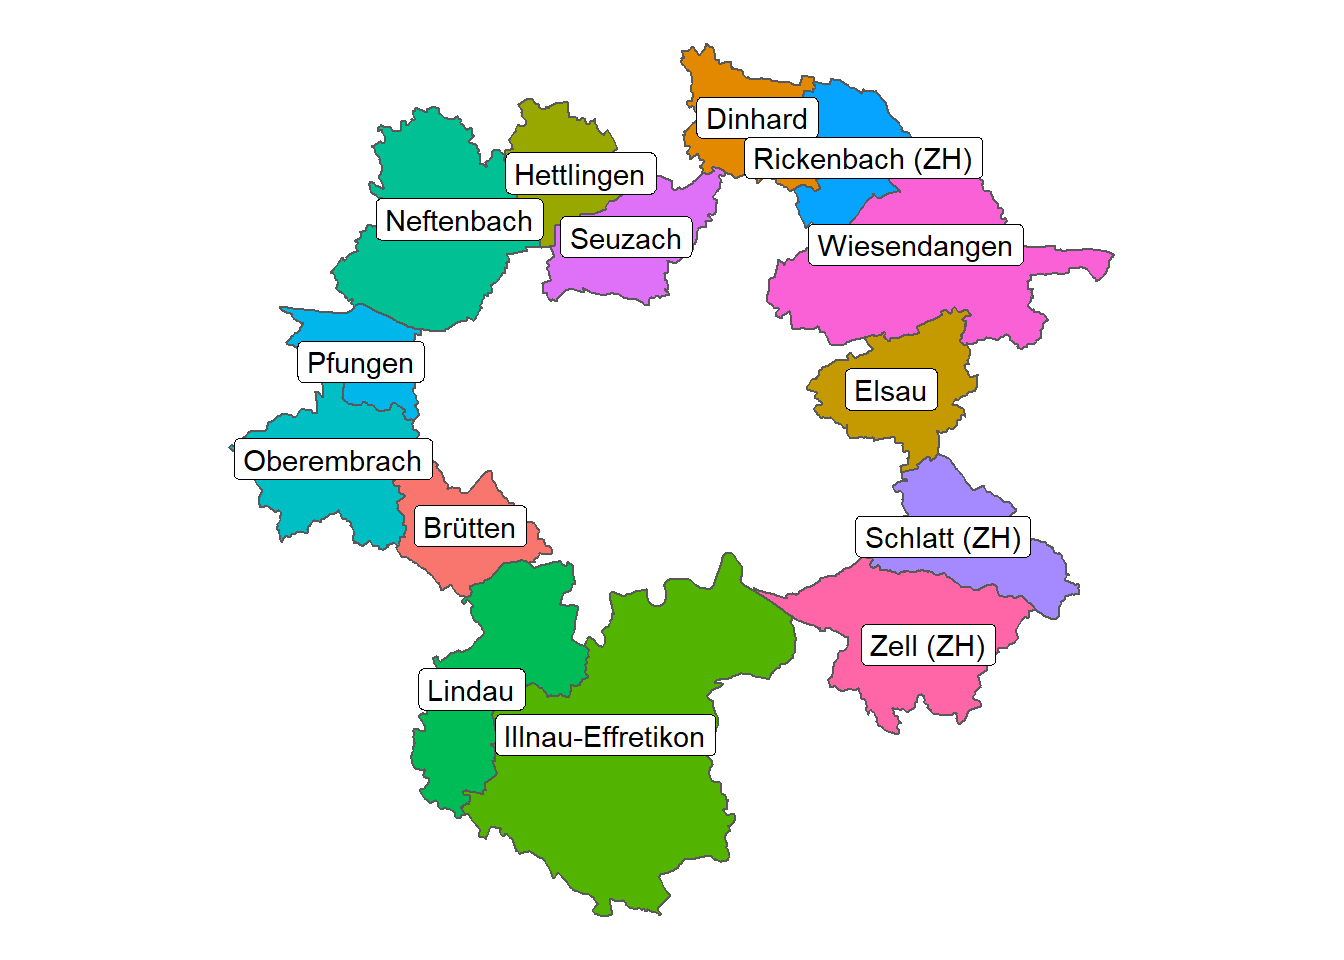 Dinhard
Rickenbach (ZH)
Hettlingen
Neftenbach
Seuzach
Wiesendangen
Pfungen
Elsau
Oberembrach
Brütten
Schlatt (ZH)
Zell (ZH)
Lindau
Illnau-Effretikon